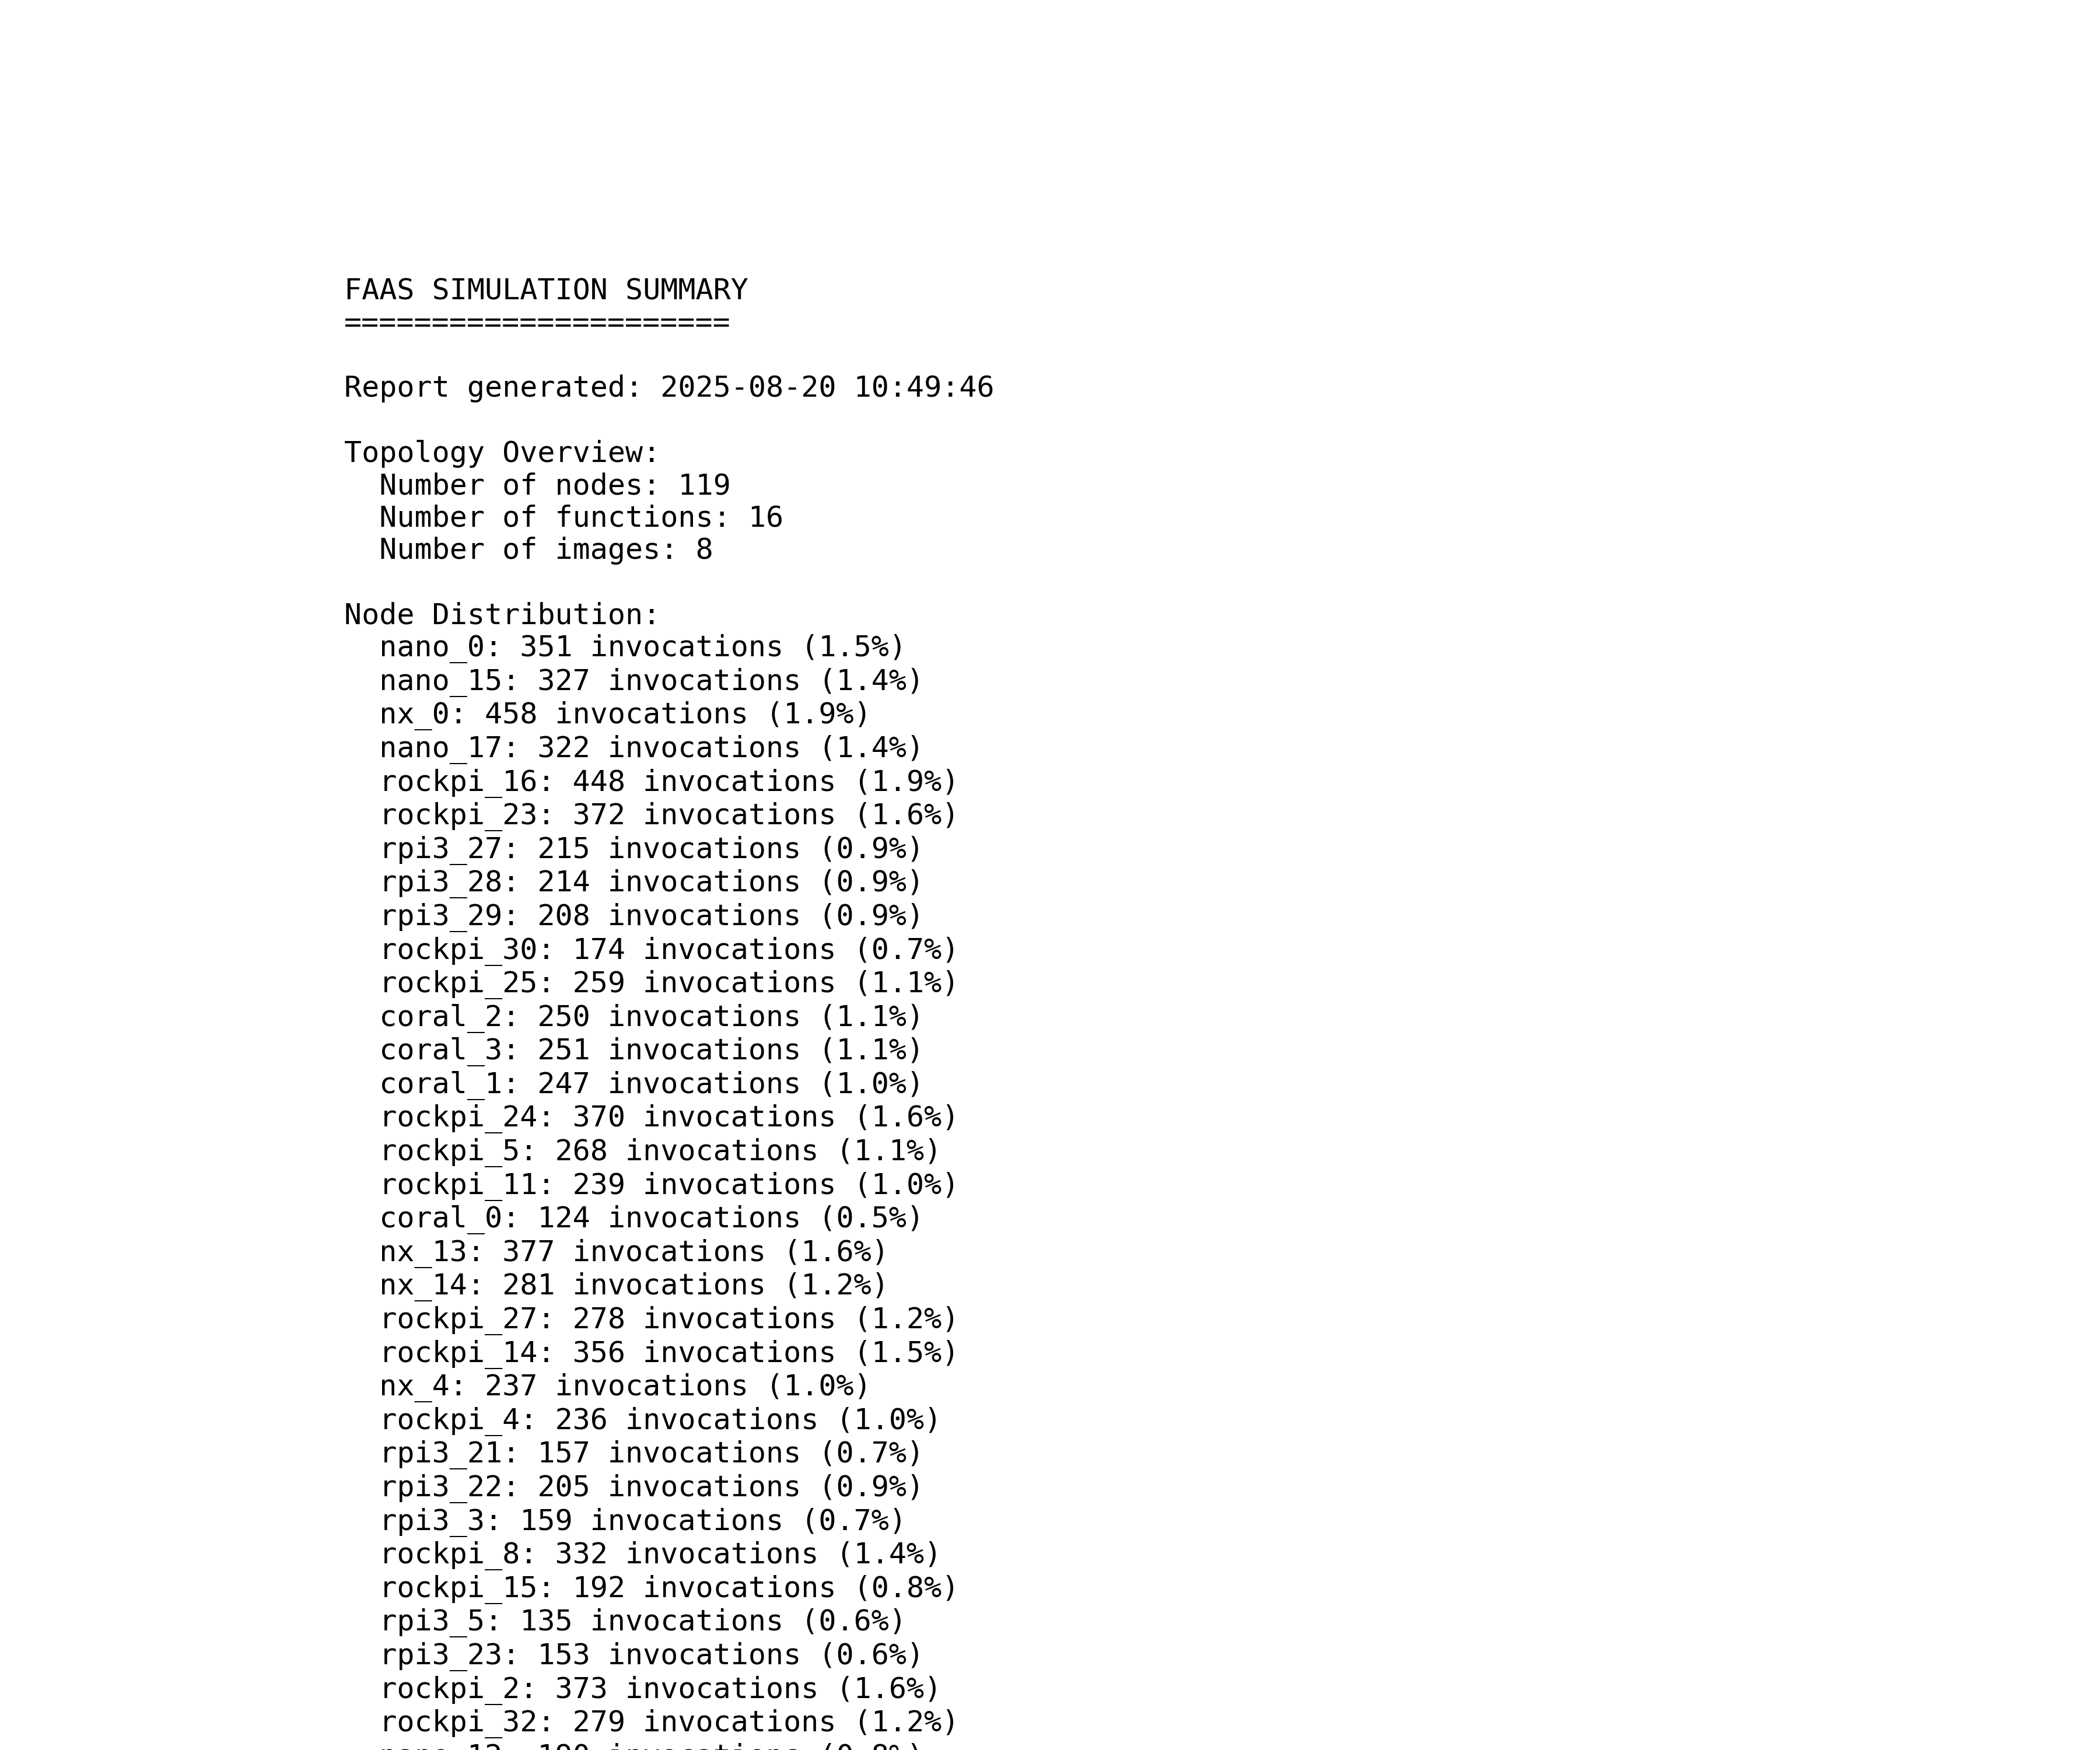 FAAS SIMULATION SUMMARY
======================
Report generated: 2025-08-20 10:49:46
Topology Overview:
Number of nodes: 119
Number of functions: 16
Number of images: 8
Node Distribution:
nano_0: 351 invocations (1.5%)
nano_15: 327 invocations (1.4%)
nx_0: 458 invocations (1.9%)
nano_17: 322 invocations (1.4%)
rockpi_16: 448 invocations (1.9%)
rockpi_23: 372 invocations (1.6%)
rpi3_27: 215 invocations (0.9%)
rpi3_28: 214 invocations (0.9%)
rpi3_29: 208 invocations (0.9%)
rockpi_30: 174 invocations (0.7%)
rockpi_25: 259 invocations (1.1%)
coral_2: 250 invocations (1.1%)
coral_3: 251 invocations (1.1%)
coral_1: 247 invocations (1.0%)
rockpi_24: 370 invocations (1.6%)
rockpi_5: 268 invocations (1.1%)
rockpi_11: 239 invocations (1.0%)
coral_0: 124 invocations (0.5%)
nx_13: 377 invocations (1.6%)
nx_14: 281 invocations (1.2%)
rockpi_27: 278 invocations (1.2%)
rockpi_14: 356 invocations (1.5%)
nx_4: 237 invocations (1.0%)
rockpi_4: 236 invocations (1.0%)
rpi3_21: 157 invocations (0.7%)
rpi3_22: 205 invocations (0.9%)
rpi3_3: 159 invocations (0.7%)
rockpi_8: 332 invocations (1.4%)
rockpi_15: 192 invocations (0.8%)
rpi3_5: 135 invocations (0.6%)
rpi3_23: 153 invocations (0.6%)
rockpi_2: 373 invocations (1.6%)
rockpi_32: 279 invocations (1.2%)